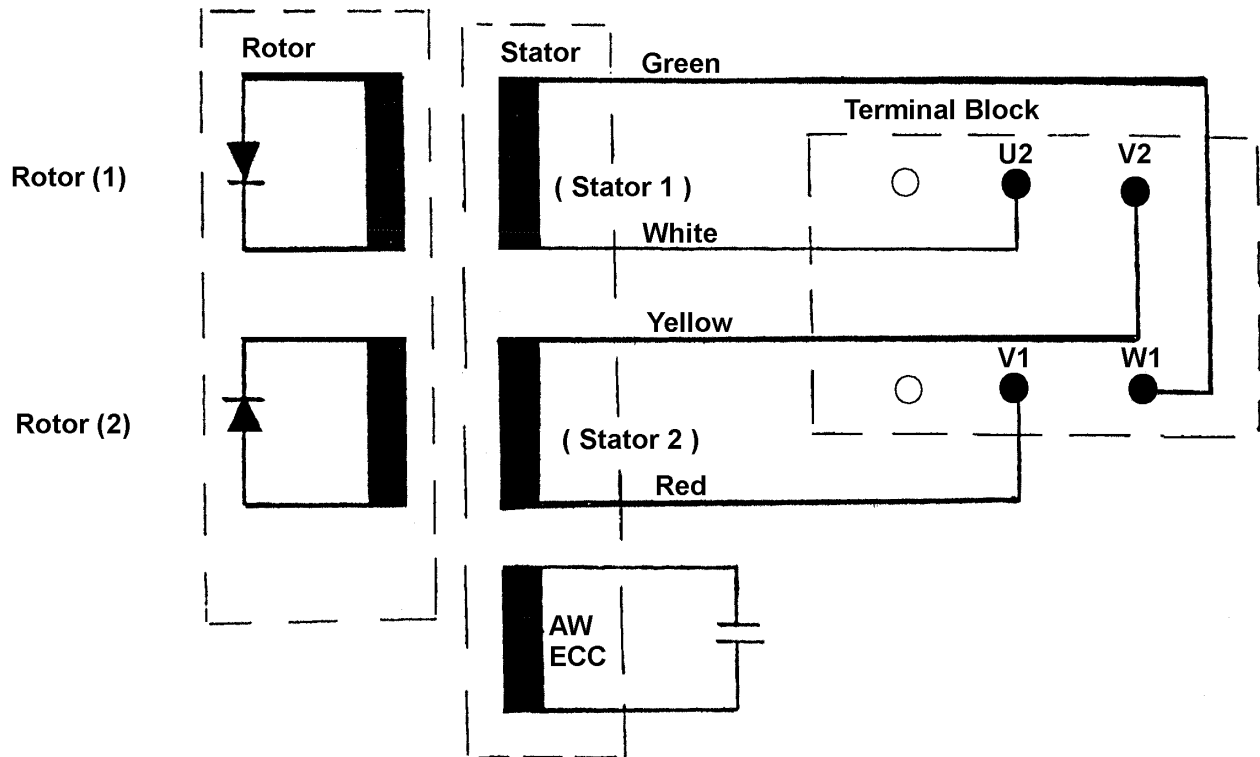 Rotor
Stator
Green
Terminal Block
U2
V2
Rotor (1)
( Stator 1 )
White
Yellow
V1
W1
Rotor (2)
( Stator 2 )
Red
AW
ECC